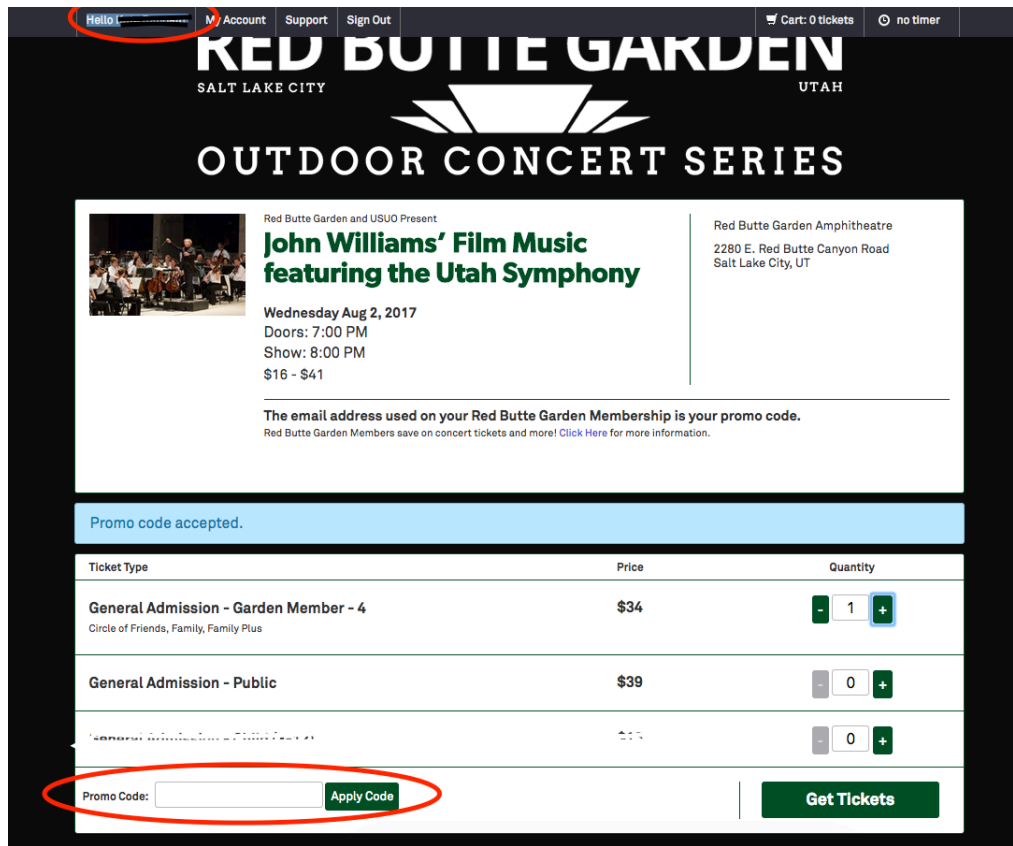 Hello
My Account Support Sign Out Cart: 0 tickets no timer
RED BUTTE GARDEN
SALT LAKE CITY UTAH
OUTDOOR CONCERT SERIES
Red Butte Garden and USUO Present
John Williams' Film Music
featuring the Utah Symphony
Wednesday Aug 2, 2017
Doors: 7:00 PM
Show: 8:00 PM
$16 - $41
Red Butte Garden Amphitheatre
2280 E. Red Butte Canyon Road
Salt Lake City, UT
The email address used on your Red Butte Garden Membership is your promo code.
Red Butte Garden Members save on concert tickets and more! Click Here for more information.
Promo code accepted.
Ticket Type Price Quantity
General Admission - Garden Member - 4 $34 - 1 +
Circle of Friends, Family, Family Plus
General Admission - Public $39 - 0 +
- 0 +
Promo Code: Apply Code Get Tickets